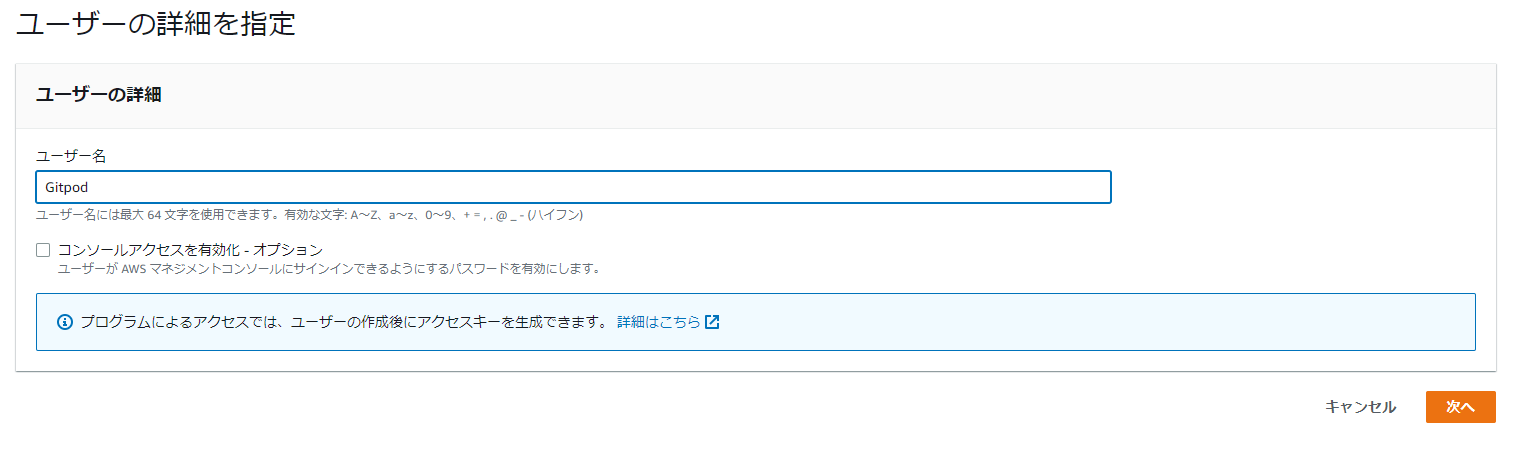 ユーザーの詳細を指定
ユーザーの詳細
ユーザー名
Gitpod
ユーザー名には最大 64 文字を使用できます。有効な文字: A～Z、a～z、0～9、+ = , . @ _ - (ハイフン)
コンソールアクセスを有効化 - オプション
ユーザーが AWS マネジメントコンソールにサインインできるようにするパスワードを有効にします。
プログラムによるアクセスでは、ユーザーの作成後にアクセスキーを生成できます。 詳細はこちら
キャンセル 次へ